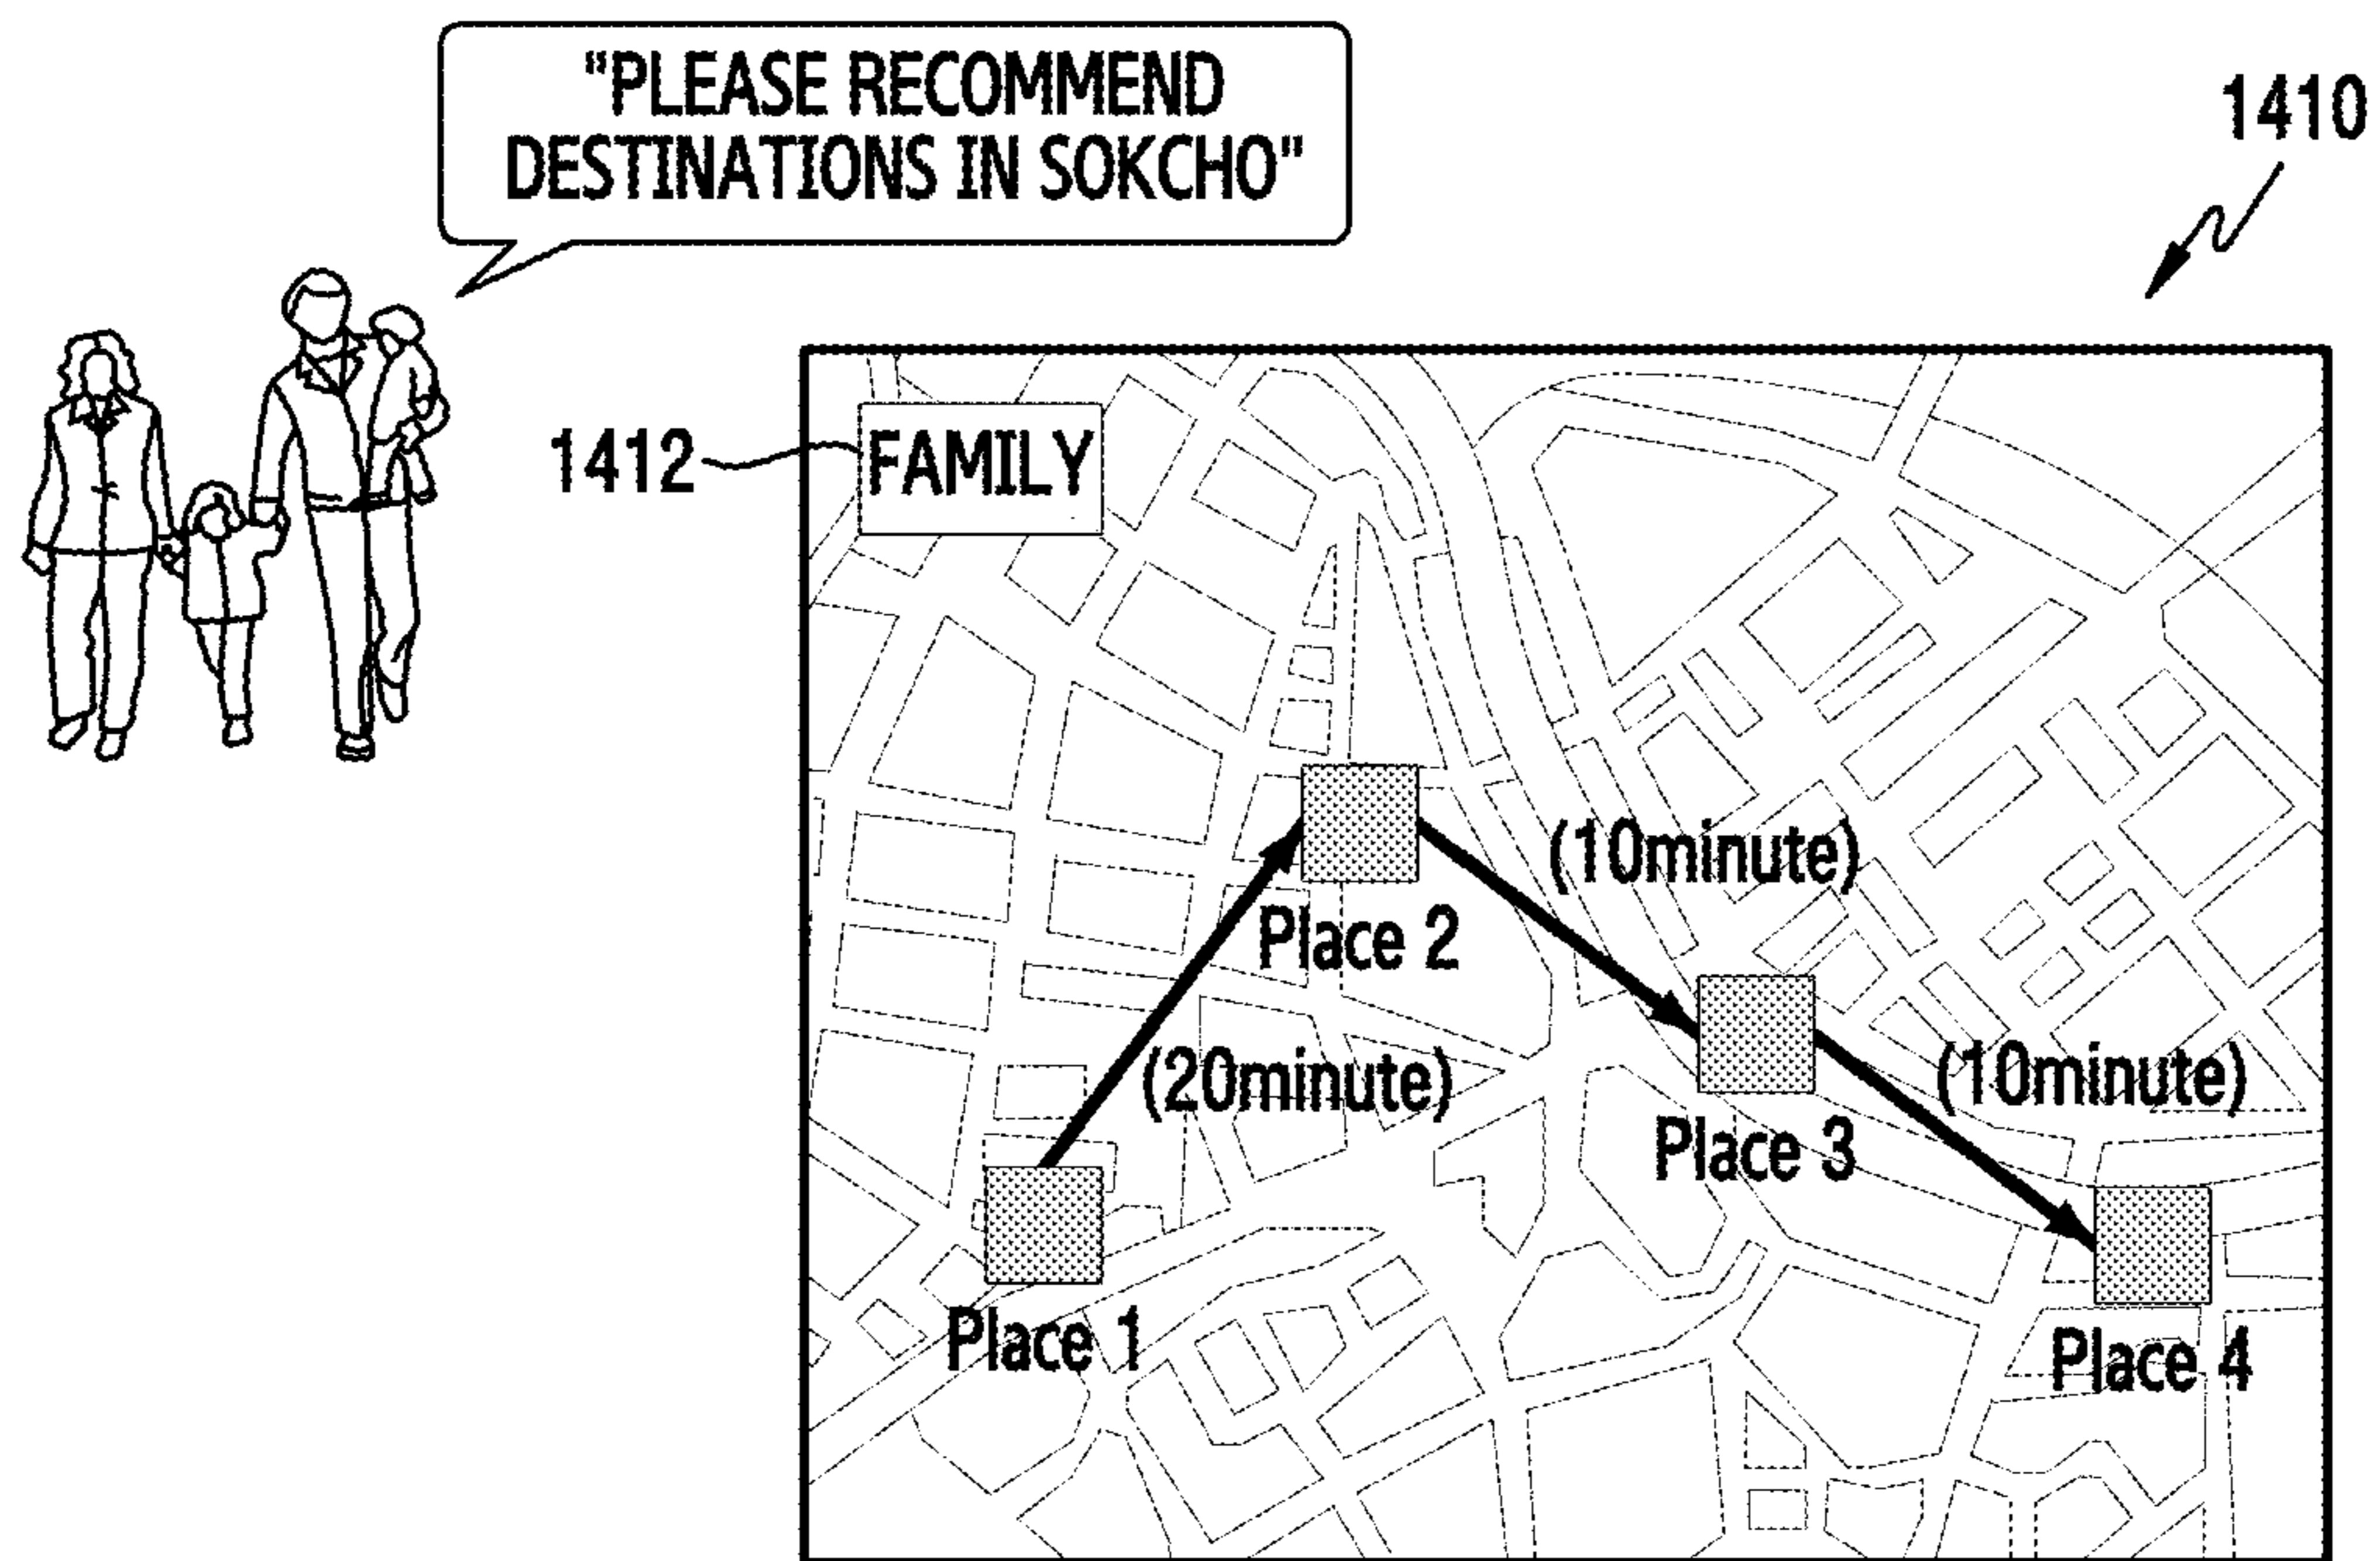 "PLEASE RECOMMEND
DESTINATIONS IN SOKCHO"
1410
1412
FAMILY
(10minute)
Place 2
(20minute)
(10minute)
Place 3
Place 1
Place 4